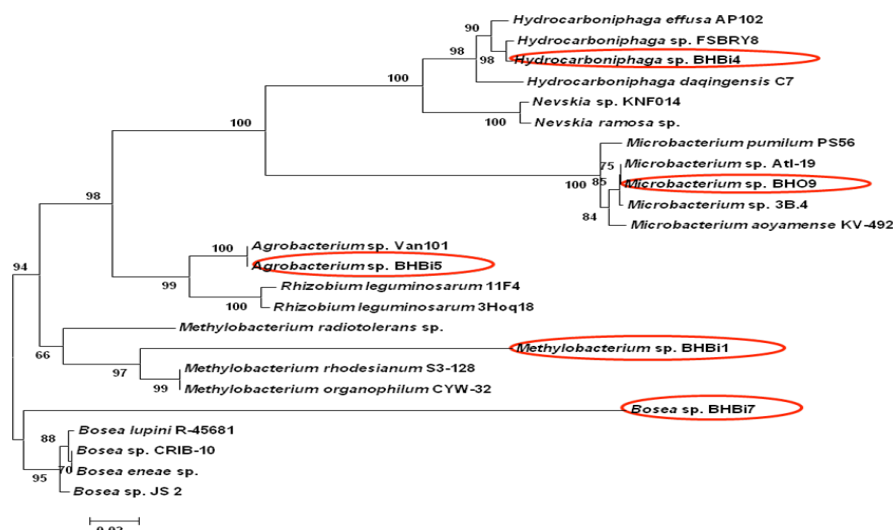 Hydrocarboniphaga effusa AP102
90
Hydrocarboniphaga sp. FSBRY8
98
Hydrocarboniphaga sp. BHBi4
98
Hydrocarboniphaga daqingensis C7
100
Nevskia sp. KNF014
100
Nevskia ramosa sp.
100
Microbacterium pumilum PS56
75
Microbacterium sp. Atl-19
100
85
Microbacterium sp. BHO9
Microbacterium sp. 3B.4
84
Microbacterium aoyamense KV-492
98
100
Agrobacterium sp. Van101
Agrobacterium sp. BHBi5
94
99
Rhizobium leguminosarum 11F4
100
Rhizobium leguminosarum 3Hoq18
Methylobacterium radiotolerans sp.
66
Methylobacterium sp. BHBi1
97
Methylobacterium rhodesianum S3-128
99
Methylobacterium organophilum CYW-32
Bosea sp. BHBi7
Bosea lupini R-45681
88
Bosea sp. CRIB-10
70
Bosea eneae sp.
95
Bosea sp. JS 2